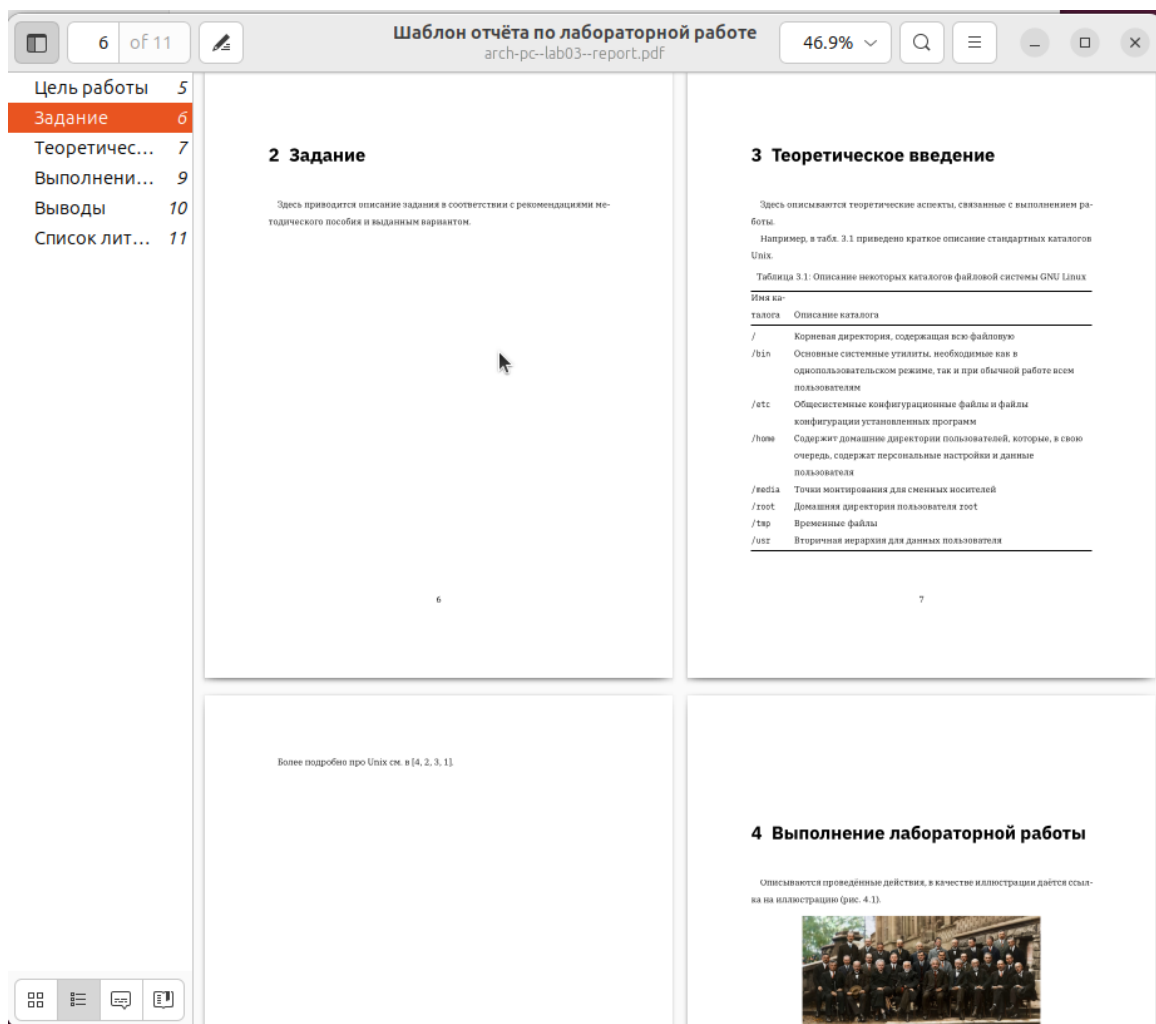 6 of 11
Шаблон отчёта по лабораторной работе
arch-pc--lab03--report.pdf
46.9%
Цель работы 5
Задание 6
Теоретичес... 7
Выполнени... 9
Выводы 10
Список лит... 11
2 Задание
Здесь приводится описание задания в соответствии с рекомендациями ме-
тодического пособия и выданным вариантом.
6
3 Теоретическое введение
Здесь описываются теоретические аспекты, связанные с выполнением ра-
боты.
Например, в табл. 3.1 приведено краткое описание стандартных каталогов
Unix.
Таблица 3.1: Описание некоторых каталогов файловой системы GNU Linux
Имя ка-
талога Описание каталога
/ Корневая директория, содержащая всю файловую
/bin Основные системные утилиты, необходимые как в
однопользовательском режиме, так и при обычной работе всем
пользователям
/etc Общесистемные конфигурационные файлы и файлы
конфигурации установленных программ
/home Содержит домашние директории пользователей, которые, в свою
очередь, содержат персональные настройки и данные
пользователя
/media Точки монтирования для сменных носителей
/root Домашняя директория пользователя root
/tmp Временные файлы
/usr Вторичная иерархия для данных пользователя
7
Более подробно про Unix см. в [4, 2, 3, 1].
4 Выполнение лабораторной работы
Описываются проведённые действия, в качестве иллюстрации даётся ссыл-
ка на иллюстрацию (рис. 4.1).